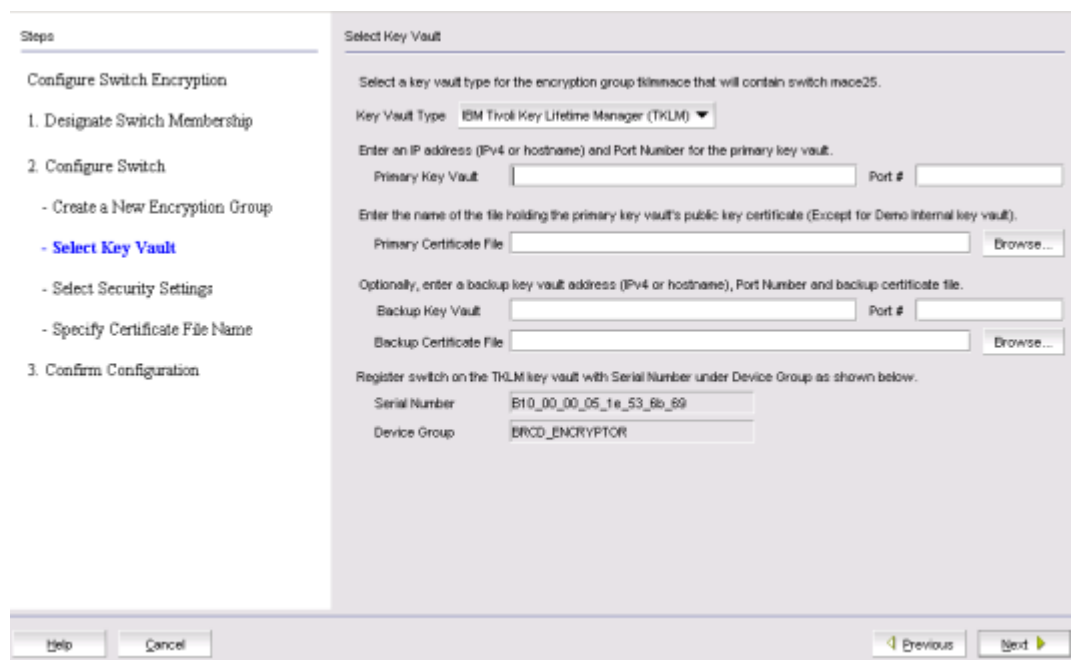 Steps
Configure Switch Encryption
1. Designate Switch Membership
2. Configure Switch
- Create a New Encryption Group
- Select Key Vault
- Select Security Settings
- Specify Certificate File Name
3. Confirm Configuration
Select Key Vault
Select a key vault type for the encryption group tklmmace that will contain switch mace25.
Key Vault Type IBM Tivoli Key Lifetime Manager (TKLM)
Enter an IP address (IPv4 or hostname) and Port Number for the primary key vault.
Primary Key Vault Port #
Enter the name of the file holding the primary key vault's public key certificate (Except for Demo Internal key vault).
Primary Certificate File Browse...
Optionally, enter a backup key vault address (IPv4 or hostname), Port Number and backup certificate file.
Backup Key Vault Port #
Backup Certificate File Browse...
Register switch on the TKLM key vault with Serial Number under Device Group as shown below.
Serial Number B10_00_00_05_1e_53_6b_69
Device Group BRCD_ENCRYPTOR
Help Cancel Previous Next